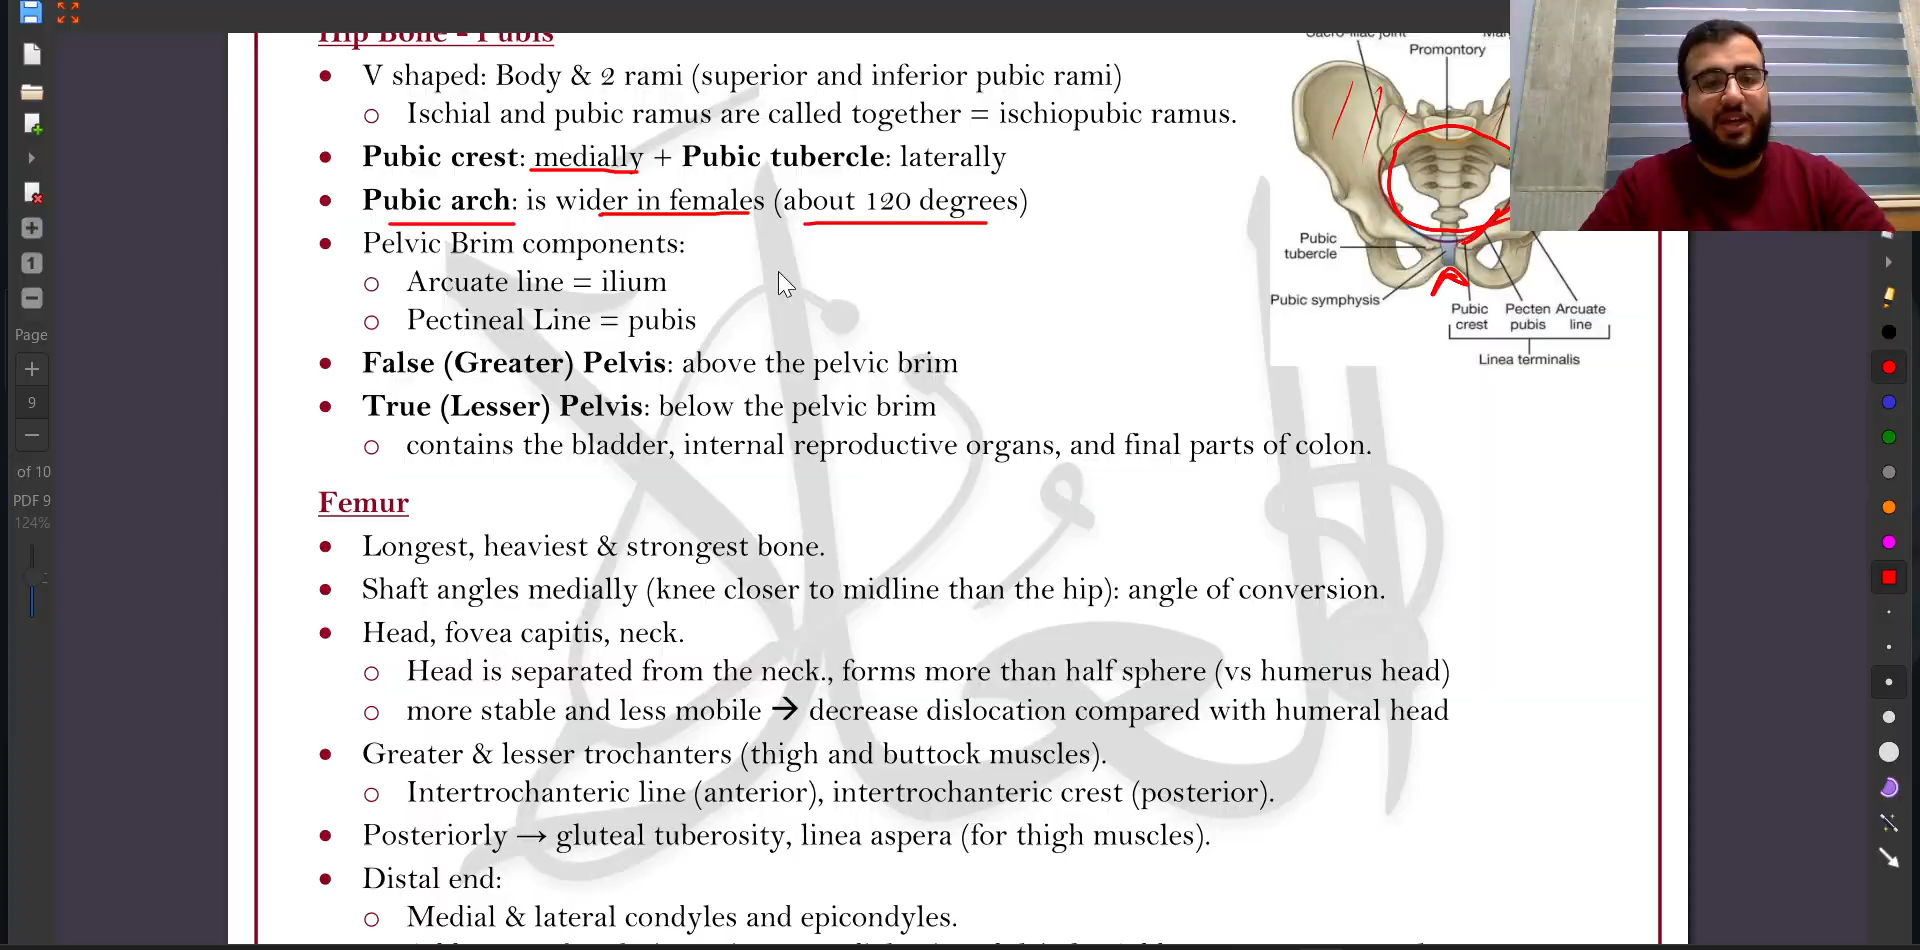 Hip Bone - Pubis
V shaped: Body & 2 rami (superior and inferior pubic rami)
Ischial and pubic ramus are called together = ischiopubic ramus.
Pubic crest: medially + Pubic tubercle: laterally
Pubic arch: is wider in females (about 120 degrees)
Pelvic Brim components:
Arcuate line = ilium
Pectineal Line = pubis
False (Greater) Pelvis: above the pelvic brim
True (Lesser) Pelvis: below the pelvic brim
contains the bladder, internal reproductive organs, and final parts of colon.
Femur
Longest, heaviest & strongest bone.
Shaft angles medially (knee closer to midline than the hip): angle of conversion.
Head, fovea capitis, neck.
Head is separated from the neck., forms more than half sphere (vs humerus head)
more stable and less mobile → decrease dislocation compared with humeral head
Greater & lesser trochanters (thigh and buttock muscles).
Intertrochanteric line (anterior), intertrochanteric crest (posterior).
Posteriorly → gluteal tuberosity, linea aspera (for thigh muscles).
Distal end:
Medial & lateral condyles and epicondyles.
Sacro-iliac joint
Promontory
Pubic
tubercle
Pubic symphysis
Pubic
crest
Pecten
pubis
Arcuate
line
Linea terminalis
1
Page
9
of 10
PDF 9
124%